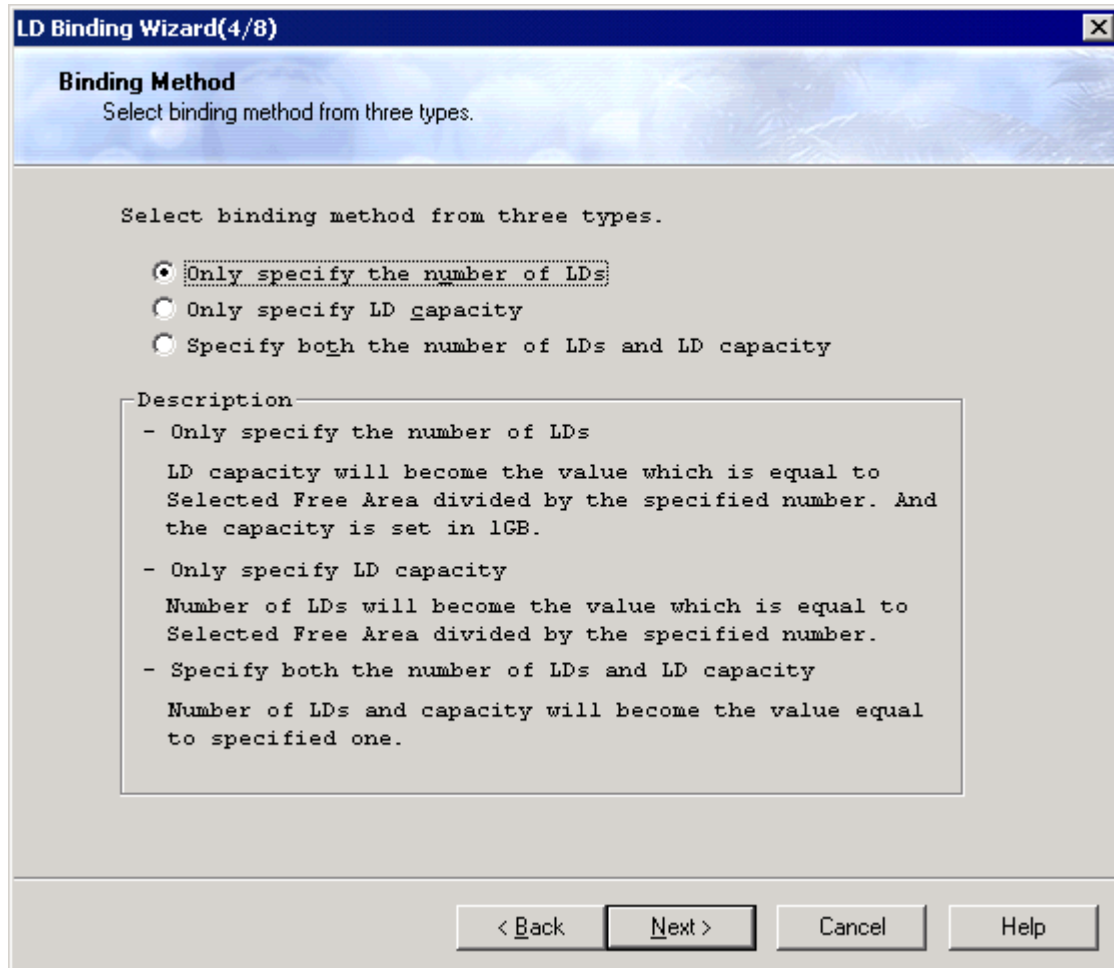 LD Binding Wizard(4/8)
Binding Method
Select binding method from three types.
Select binding method from three types.
Only specify the number of LDs
Only specify LD capacity
Specify both the number of LDs and LD capacity
Description
- Only specify the number of LDs
LD capacity will become the value which is equal to
Selected Free Area divided by the specified number. And
the capacity is set in 1GB.
- Only specify LD capacity
Number of LDs will become the value which is equal to
Selected Free Area divided by the specified number.
- Specify both the number of LDs and LD capacity
Number of LDs and capacity will become the value equal
to specified one.
< Back
Next >
Cancel
Help